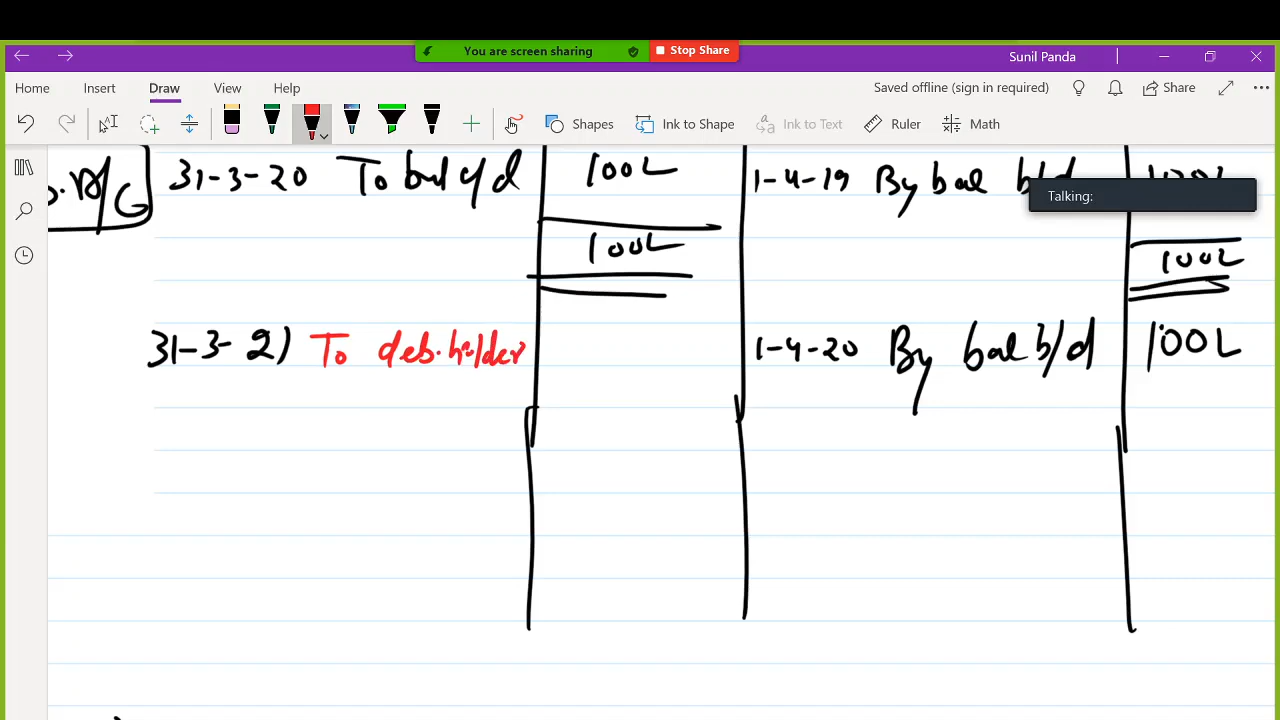 You are screen sharing
Stop Share
Sunil Panda
Home Insert Draw View Help
Saved offline (sign in required) Share
Shapes Ink to Shape Ink to Text Ruler Math
Talking:
31-3-20 To bal c/d 100L 1-4-19 By bal b/d 100L
100L 100L
31-3-21 To deb.holder 1-4-20 By bal b/d 100L